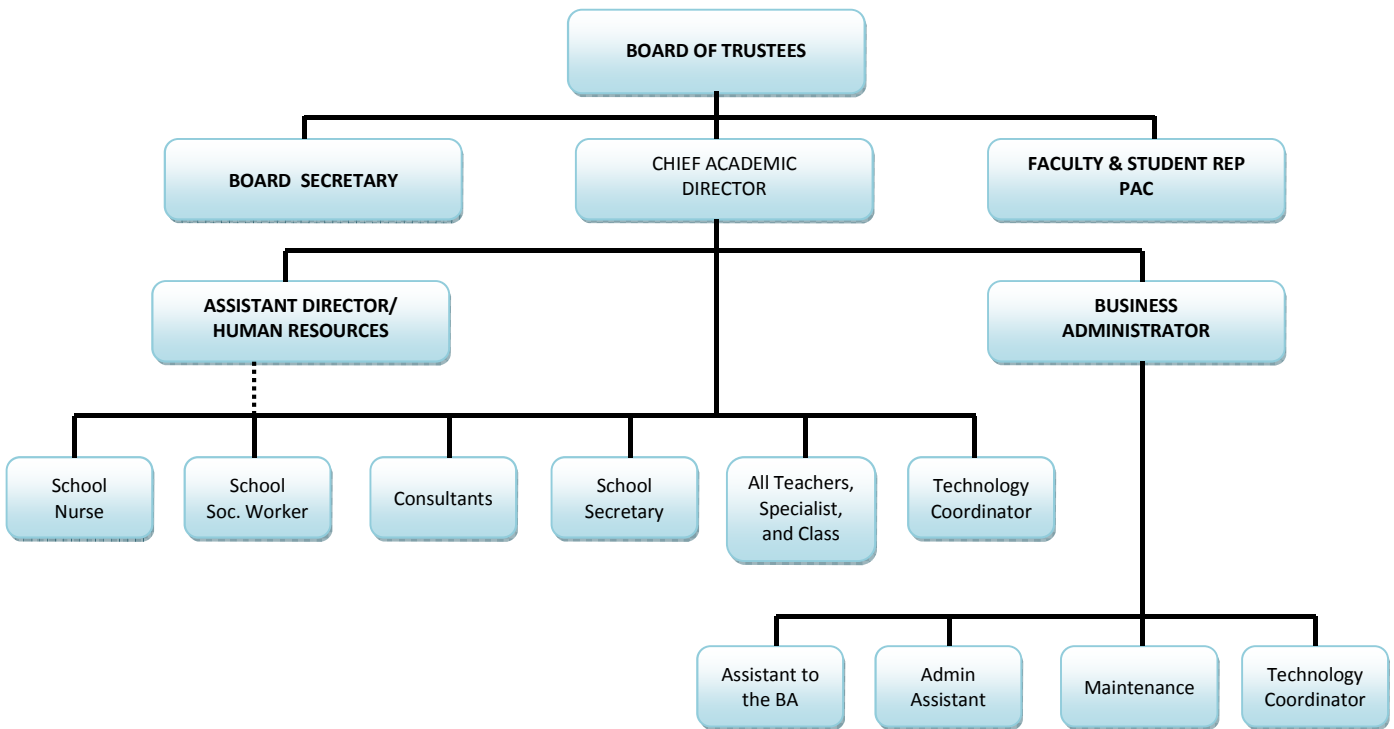 BOARD OF TRUSTEES
BOARD SECRETARY
CHIEF ACADEMIC
DIRECTOR
FACULTY & STUDENT REP
PAC
ASSISTANT DIRECTOR/
HUMAN RESOURCES
BUSINESS
ADMINISTRATOR
School
Nurse
School
Soc. Worker
Consultants
School
Secretary
All Teachers,
Specialist,
and Class
Technology
Coordinator
Assistant to
the BA
Admin
Assistant
Maintenance
Technology
Coordinator